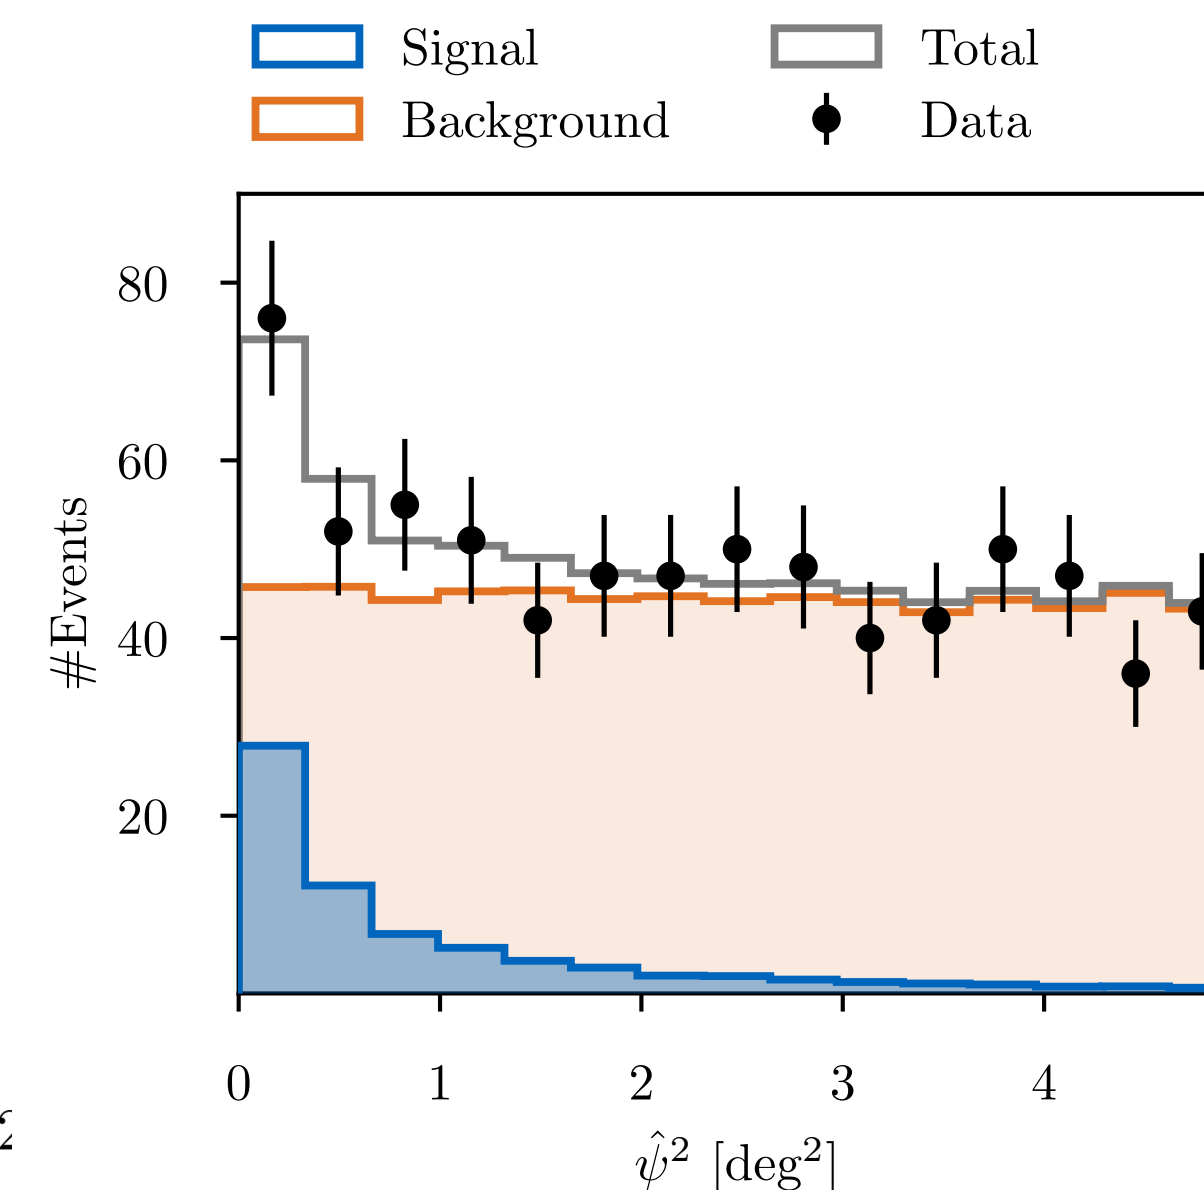 Signal
Total
Background
Data
80
60
40
20
#Events
0 1 2 3 4
ψ̂² [deg²]